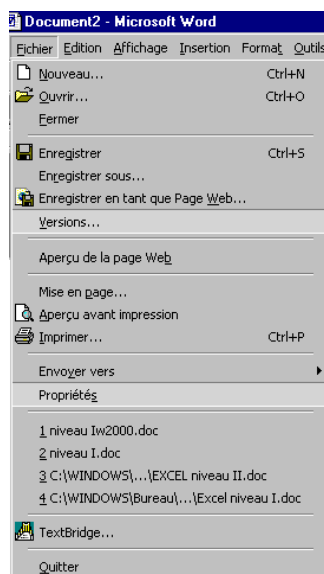 Document2 - Microsoft Word
Fichier Edition Affichage Insertion Format Outils
Nouveau... Ctrl+N
Ouvrir... Ctrl+O
Fermer
Enregistrer Ctrl+S
Enregistrer sous...
Enregistrer en tant que Page Web...
Versions...
Aperçu de la page Web
Mise en page...
Aperçu avant impression
Imprimer... Ctrl+P
Envoyer vers
Propriétés
1 niveau Iw2000.doc
2 niveau I.doc
3 C:\WINDOWS\...\EXCEL niveau II.doc
4 C:\WINDOWS\Bureau\...\Excel niveau I.doc
TextBridge...
Quitter